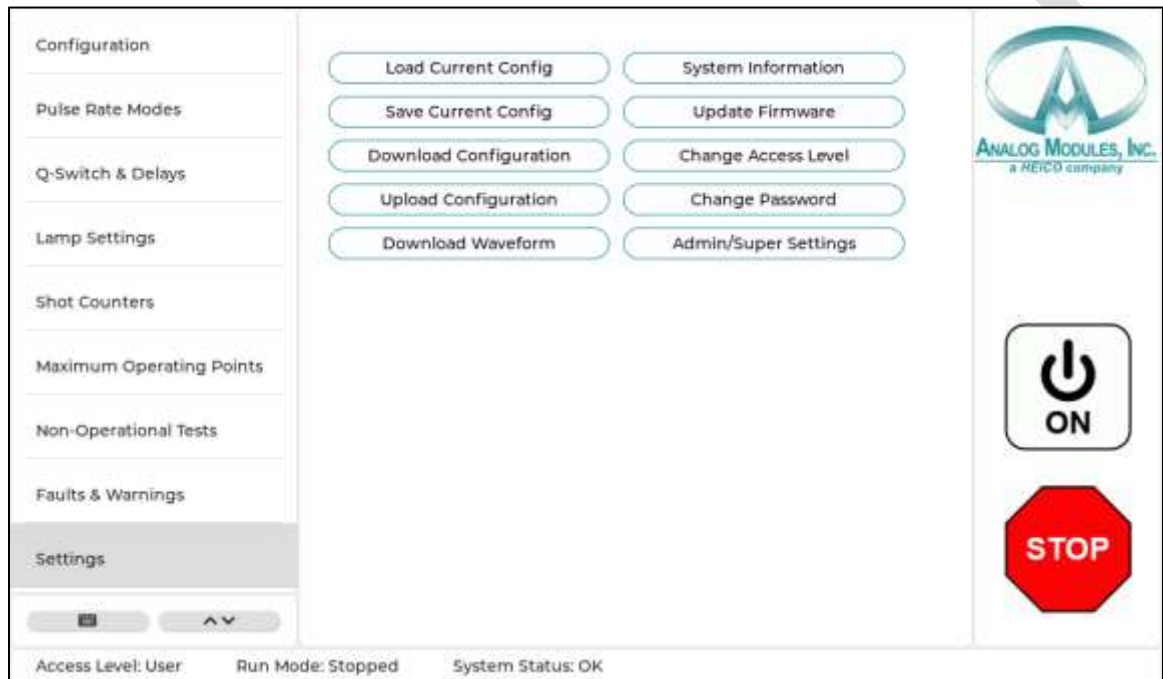 Configuration
Pulse Rate Modes
Q-Switch & Delays
Lamp Settings
Shot Counters
Maximum Operating Points
Non-Operational Tests
Faults & Warnings
Settings
Load Current Config
System Information
Save Current Config
Update Firmware
Download Configuration
Change Access Level
Upload Configuration
Change Password
Download Waveform
Admin/Super Settings
ANALOG MODULES, INC.
a HEICO company
ON
STOP
Access Level: User Run Mode: Stopped System Status: OK